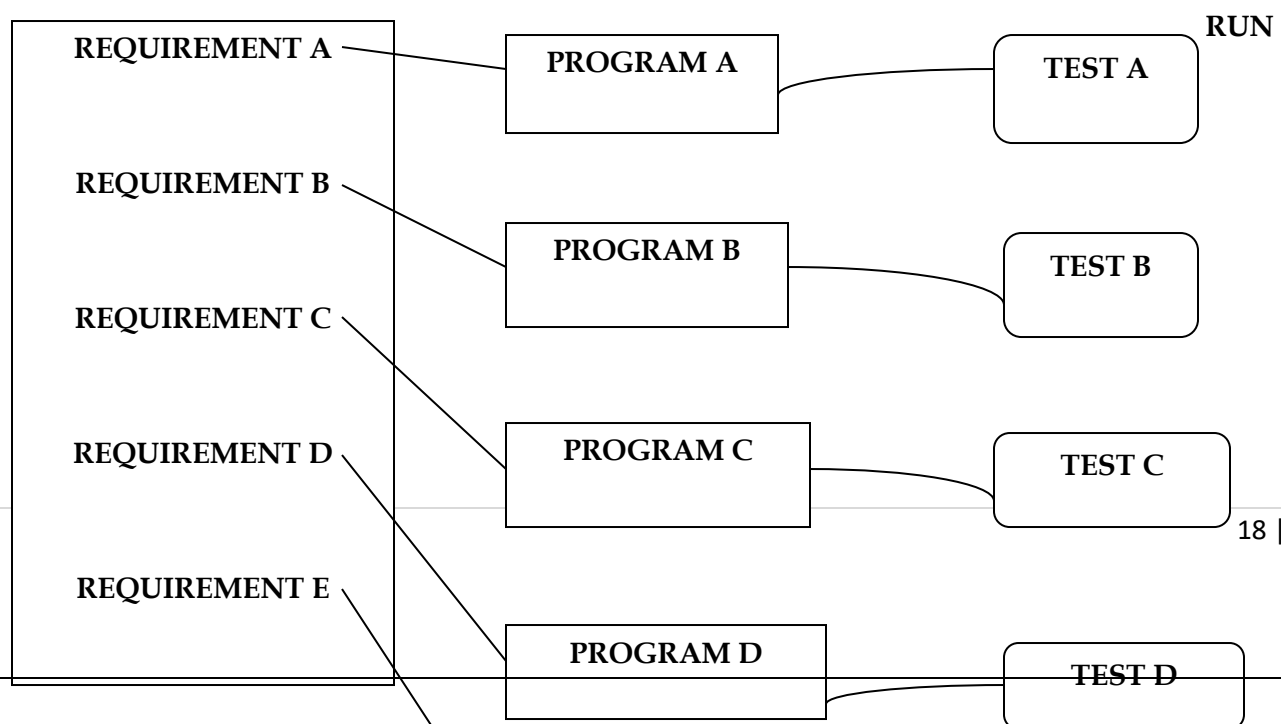 RUN
REQUIREMENT A
PROGRAM A
TEST A
REQUIREMENT B
PROGRAM B
TEST B
REQUIREMENT C
PROGRAM C
TEST C
REQUIREMENT D
18 |
REQUIREMENT E
PROGRAM D
TEST D